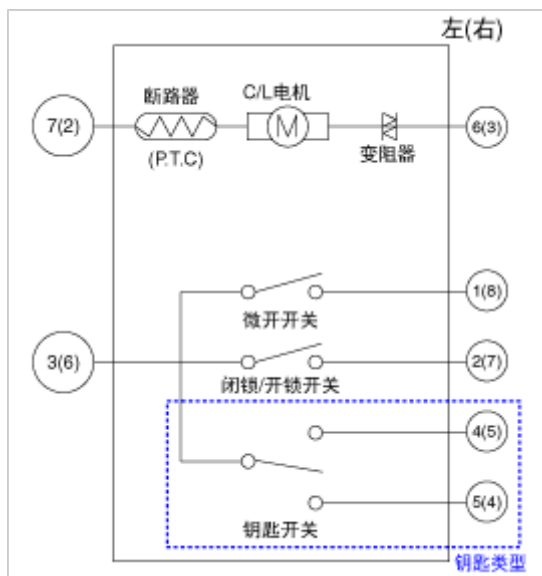 左(右)
断路器
C/L电机
7(2)
M
6(3)
(P.T.C)
变阻器
1(8)
微开开关
3(6)
2(7)
闭锁/开锁开关
4(5)
5(4)
钥匙开关
钥匙类型